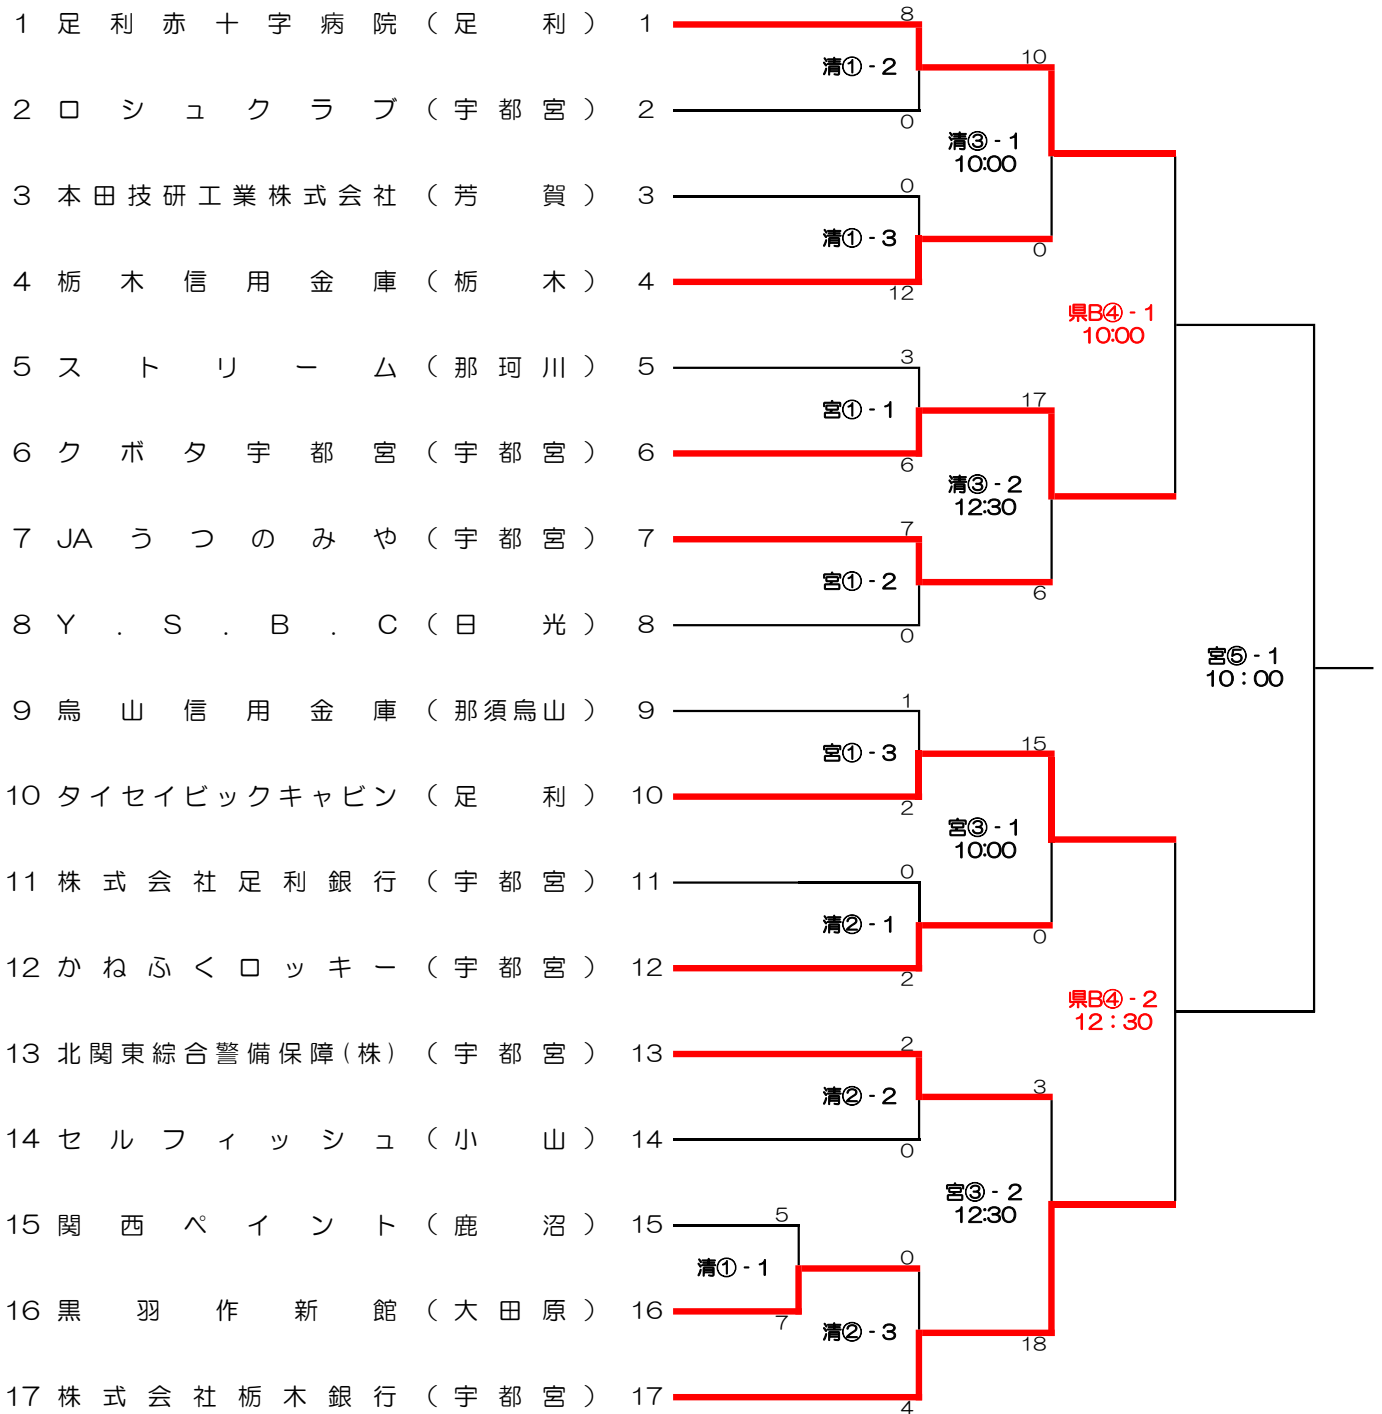 1 足利赤十字病院（足利） 1
8
清① - 2
10
2 ロシュクラブ（宇都宮） 2
0
清③ - 1
10:00
3 本田技研工業株式会社（芳賀） 3
0
清① - 3
0
4 栃木信用金庫（栃木） 4
12
県B④ - 1
10:00
5 ストリーム（那珂川） 5
3
宮① - 1
17
6 クボタ宇都宮（宇都宮） 6
6
清③ - 2
12:30
7 JAうつのみや（宇都宮） 7
7
宮① - 2
6
8 Y．S．B．C（日光） 8
0
宮⑤ - 1
10：00
9 烏山信用金庫（那須烏山） 9
1
宮① - 3
15
10 タイセイビックキャビン（足利） 10
2
宮③ - 1
10:00
11 株式会社足利銀行（宇都宮） 11
0
清② - 1
0
12 かねふくロッキー（宇都宮） 12
2
県B④ - 2
12：30
13 北関東綜合警備保障(株)（宇都宮） 13
2
清② - 2
3
14 セルフィッシュ（小山） 14
0
宮③ - 2
12:30
15 関西ペイント（鹿沼） 15
5
清① - 1
0
16 黒羽作新館（大田原） 16
7
清② - 3
18
17 株式会社栃木銀行（宇都宮） 17
4